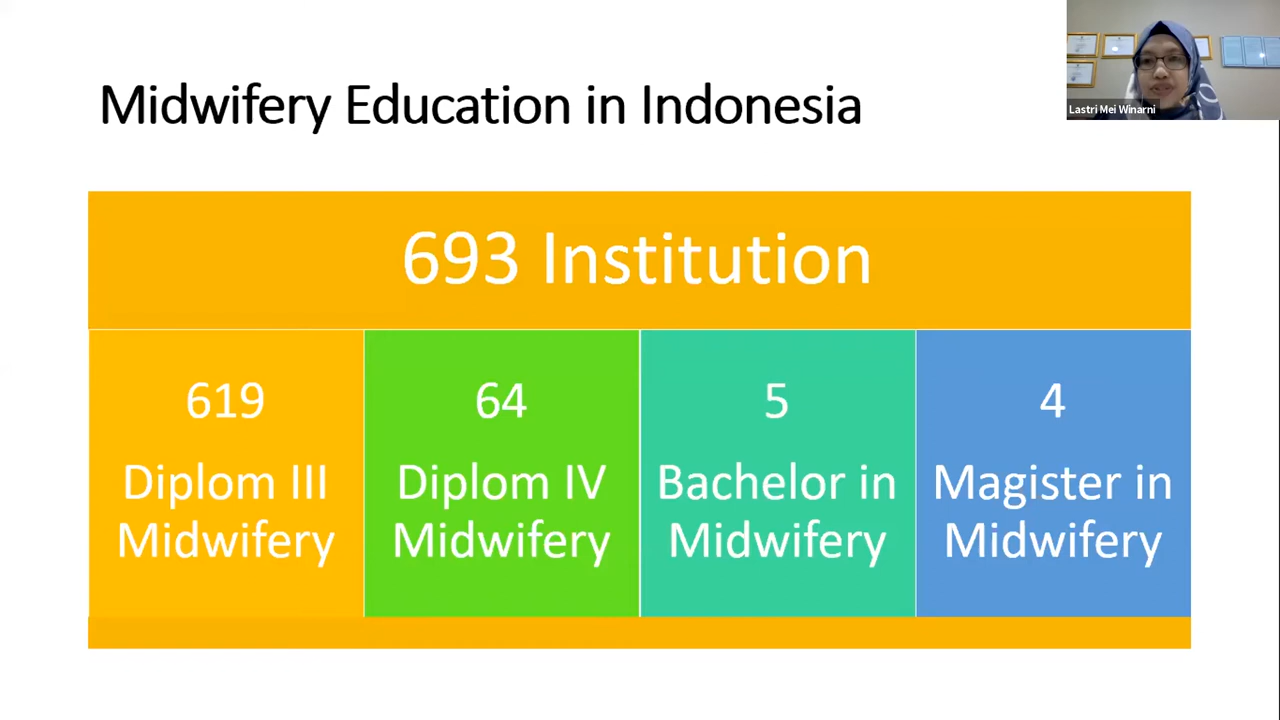 Midwifery Education in Indonesia
Lastri Mei Winarni
693 Institution
619
Diplom III
Midwifery
64
Diplom IV
Midwifery
5
Bachelor in
Midwifery
4
Magister in
Midwifery